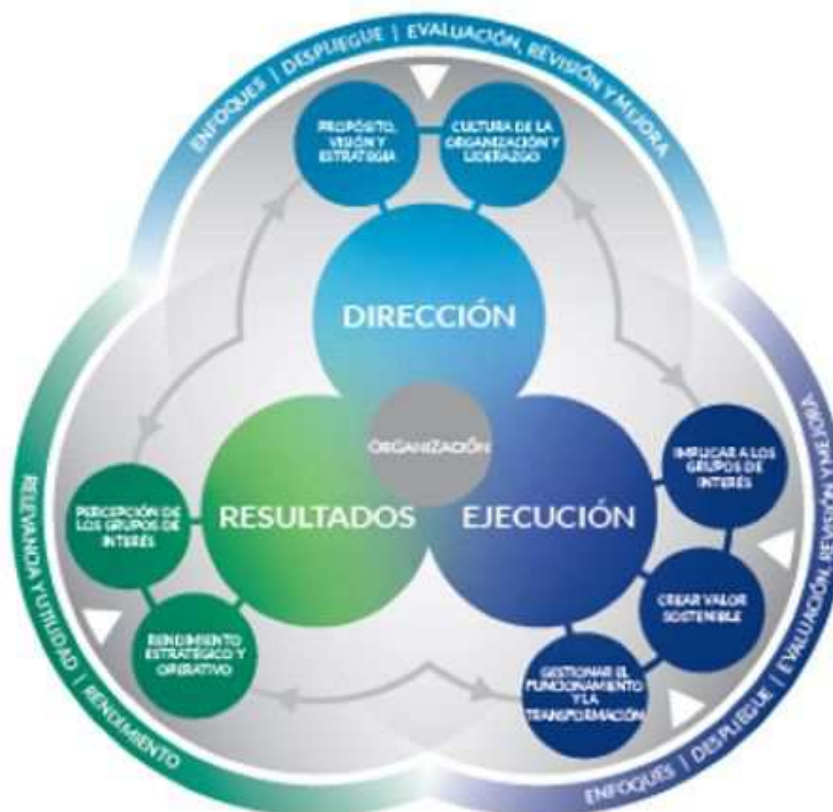 ENFOQUES | DESPLIEGUE | EVALUACIÓN, REVISIÓN Y MEJORA
PROPÓSITO,
VISIÓN Y
ESTRATEGIA
CULTURA DE LA
ORGANIZACIÓN Y
LIDERAZGO
DIRECCIÓN
ORGANIZACIÓN
RESULTADOS
EJECUCIÓN
PERCEPCIÓN DE
LOS GRUPOS DE
INTERÉS
RENDIMIENTO
ESTRATÉGICO Y
OPERATIVO
IMPLICAR A LOS
GRUPOS DE
INTERÉS
CREAR VALOR
SOSTENIBLE
GESTIONAR EL
FUNCIONAMIENTO
Y LA
TRANSFORMACIÓN
RELEVANCIA Y UTILIDAD | RENDIMIENTO
ENFOQUES | DESPLIEGUE | EVALUACIÓN, REVISIÓN Y MEJORA